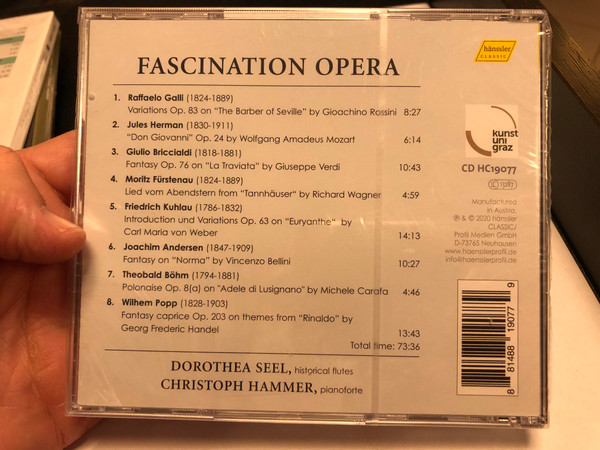 FASCINATION OPERA
hänssler
CLASSIC
1. Raffaelo Galli (1824-1889)
Variations Op. 83 on "The Barber of Seville" by Gioachino Rossini 8:27
2. Jules Herman (1830-1911)
"Don Giovanni" Op. 24 by Wolfgang Amadeus Mozart 6:14
3. Giulio Briccialdi (1818-1881)
Fantasy Op. 76 on "La Traviata" by Giuseppe Verdi 10:43
4. Moritz Fürstenau (1824-1889)
Lied vom Abendstern from "Tannhäuser" by Richard Wagner 4:59
5. Friedrich Kuhlau (1786-1832)
Introduction und Variations Op. 63 on "Euryanthe" by
Carl Maria von Weber 14:13
6. Joachim Andersen (1847-1909)
Fantasy on "Norma" by Vincenzo Bellini 10:27
7. Theobald Böhm (1794-1881)
Polonaise Op. 8(a) on "Adele di Lusignano" by Michele Carafa 4:46
8. Wilhem Popp (1828-1903)
Fantasy caprice Op. 203 on themes from "Rinaldo" by
Georg Frederic Handel 13:43
Total time: 73:36
DOROTHEA SEEL, historical flutes
CHRISTOPH HAMMER, pianoforte
kunst
uni
graz
CD HC19077
Manufactured
in Austria.
℗ & © 2020 hänssler
CLASSIC/
Profil Medien GmbH
D-73765 Neuhausen
www.haensslerprofil.de
info@haensslerprofil.de
8 81488 19077 9